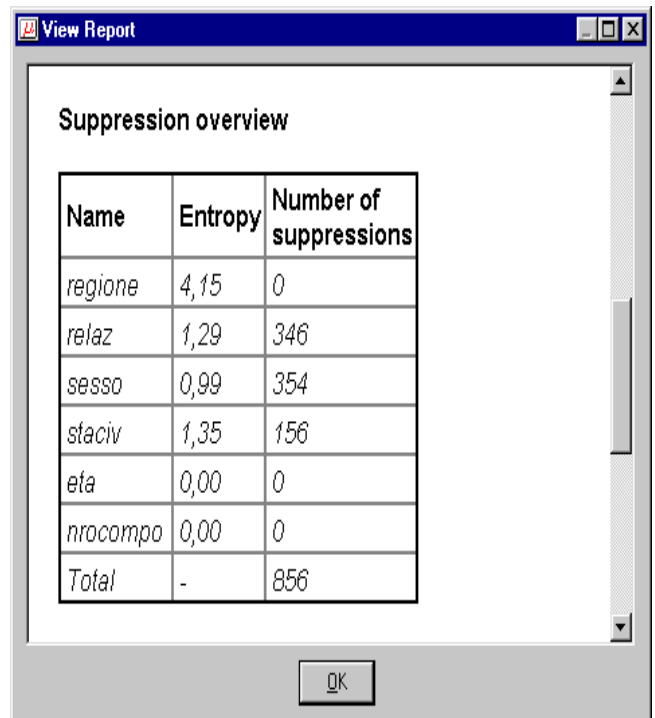 μ View Report
Suppression overview
Name Entropy Number of suppressions
regione 4,15 0
relaz 1,29 346
sesso 0,99 354
staciv 1,35 156
eta 0,00 0
nrocompo 0,00 0
Total - 856
OK